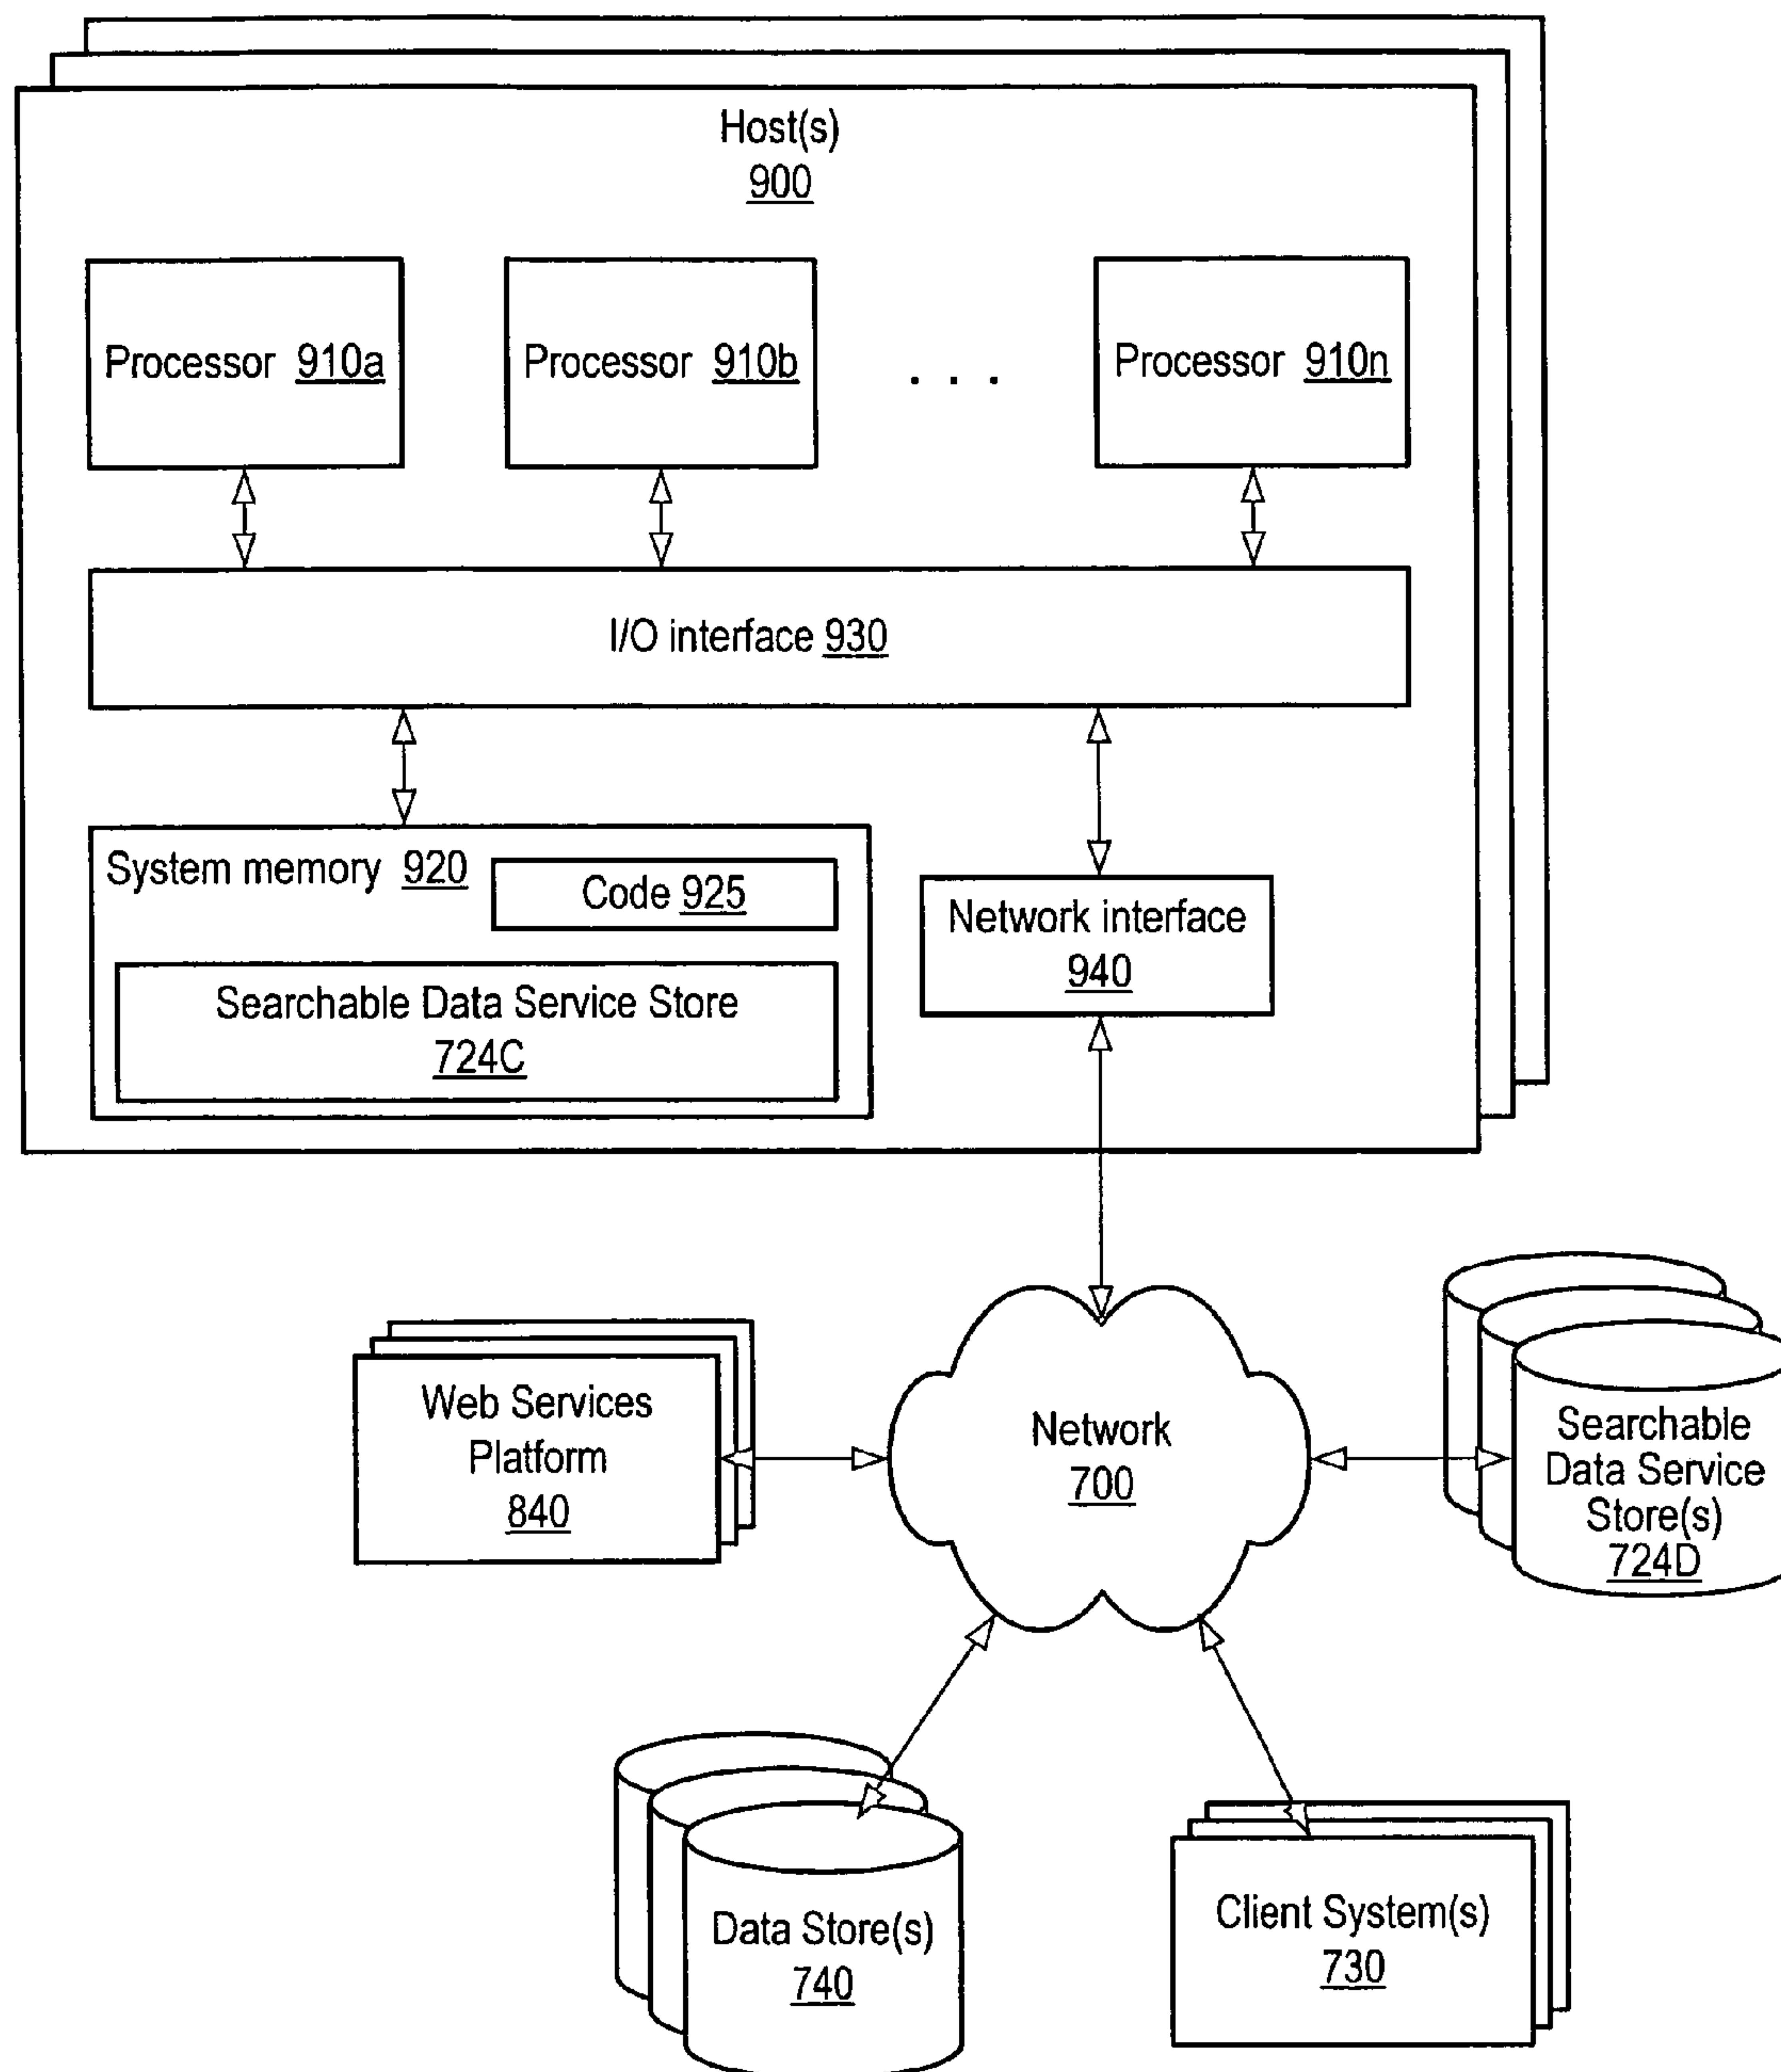 Host(s)
900
Processor 910a
Processor 910b
. . .
Processor 910n
I/O interface 930
System memory 920
Code 925
Searchable Data Service Store
724C
Network interface
940
Web Services
Platform
840
Network
700
Searchable
Data Service
Store(s)
724D
Data Store(s)
740
Client System(s)
730